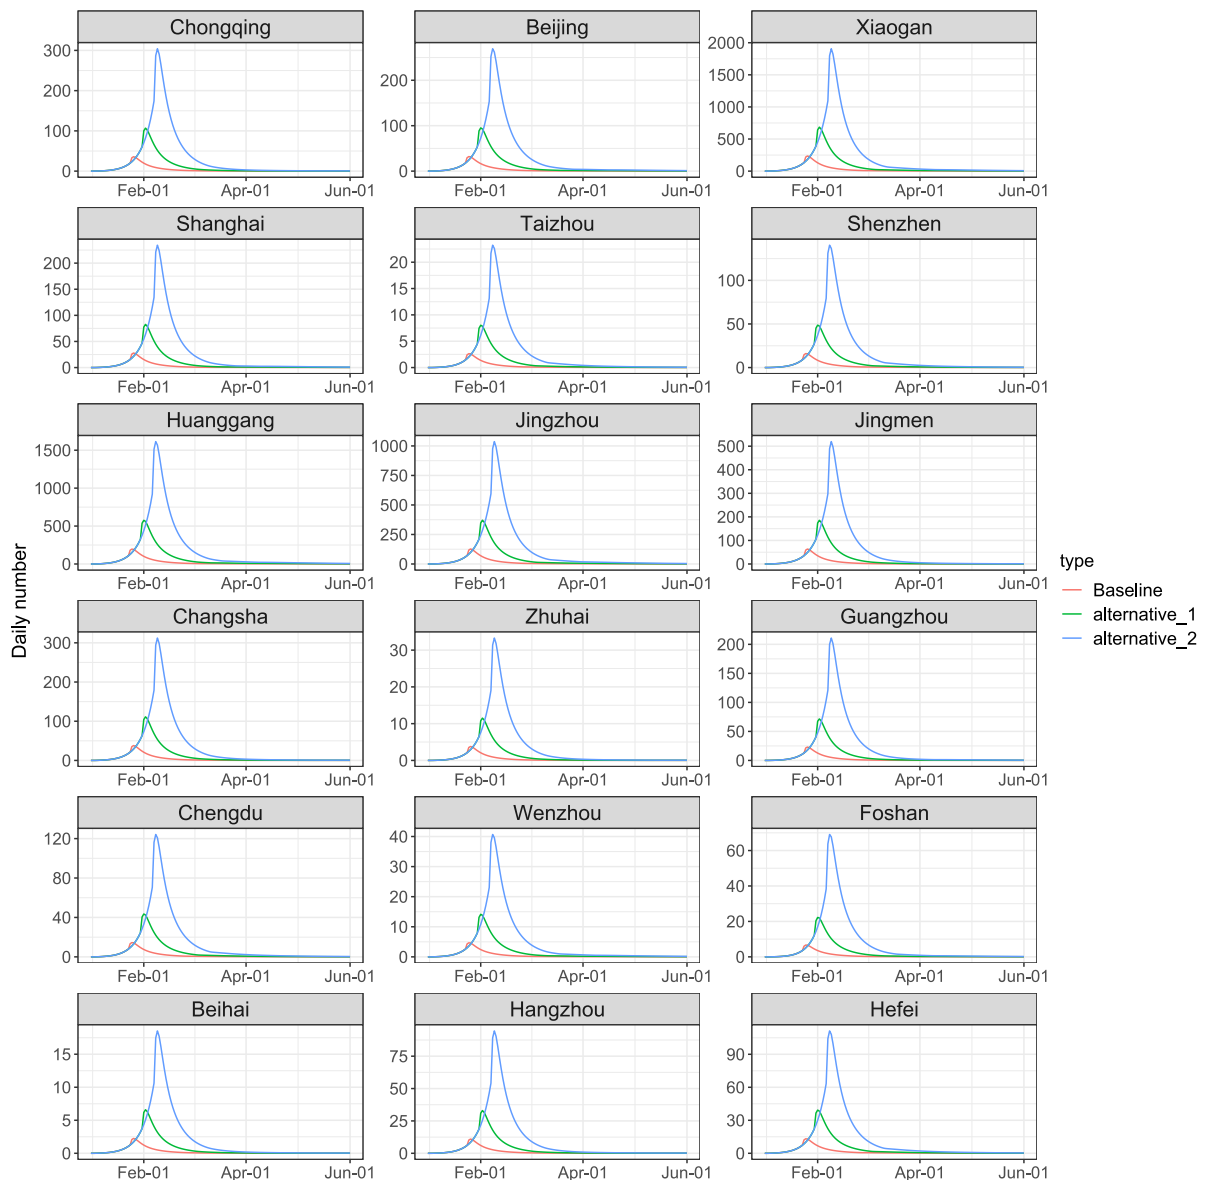 Chongqing
Beijing
Xiaogan
300
200
100
0
Feb-01
Apr-01
Jun-01
200
100
0
Feb-01
Apr-01
Jun-01
2000
1500
1000
500
0
Feb-01
Apr-01
Jun-01
Shanghai
Taizhou
Shenzhen
200
150
100
50
0
Feb-01
Apr-01
Jun-01
20
15
10
5
0
Feb-01
Apr-01
Jun-01
100
50
0
Feb-01
Apr-01
Jun-01
Huanggang
Jingzhou
Jingmen
1500
1000
500
0
Feb-01
Apr-01
Jun-01
1000
750
500
250
0
Feb-01
Apr-01
Jun-01
500
400
300
200
100
0
Feb-01
Apr-01
Jun-01
Daily number
Changsha
Zhuhai
Guangzhou
300
200
100
0
Feb-01
Apr-01
Jun-01
30
20
10
0
Feb-01
Apr-01
Jun-01
200
150
100
50
0
Feb-01
Apr-01
Jun-01
Chengdu
Wenzhou
Foshan
120
80
40
0
Feb-01
Apr-01
Jun-01
40
30
20
10
0
Feb-01
Apr-01
Jun-01
60
40
20
0
Feb-01
Apr-01
Jun-01
Beihai
Hangzhou
Hefei
15
10
5
0
Feb-01
Apr-01
Jun-01
75
50
25
0
Feb-01
Apr-01
Jun-01
90
60
30
0
Feb-01
Apr-01
Jun-01
type
Baseline
alternative_1
alternative_2